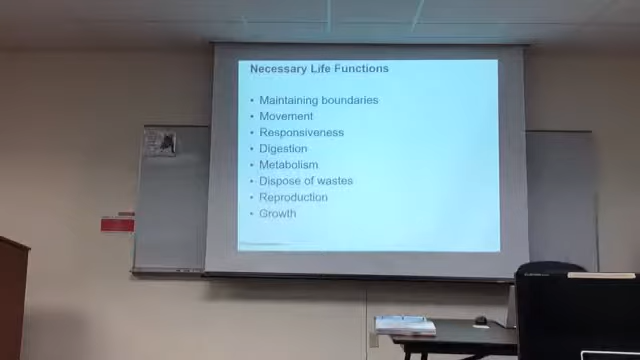 Necessary Life Functions
• Maintaining boundaries
• Movement
• Responsiveness
• Digestion
• Metabolism
• Dispose of wastes
• Reproduction
• Growth